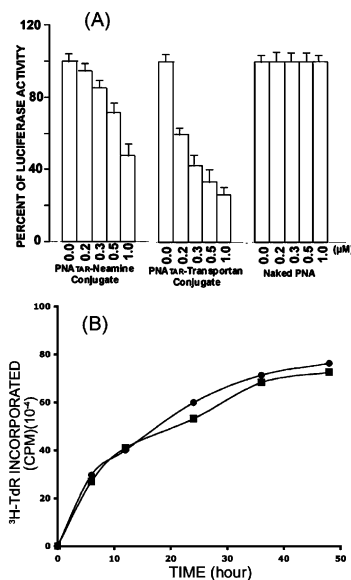 (A)
PERCENT OF LUCIFERASE ACTIVITY
120
80
40
0
0.0 0.2 0.3 0.5 1.0 0.0 0.2 0.3 0.5 1.0 0.0 0.2 0.3 0.5 1.0 (μM)
PNATAR-Neamine Conjugate
PNATAR-Transportan Conjugate
Naked PNA
(B)
³H-TdR INCORPORATED
(CPM)(10⁻⁴)
100
80
60
40
20
0
0 10 20 30 40 50
TIME (hour)